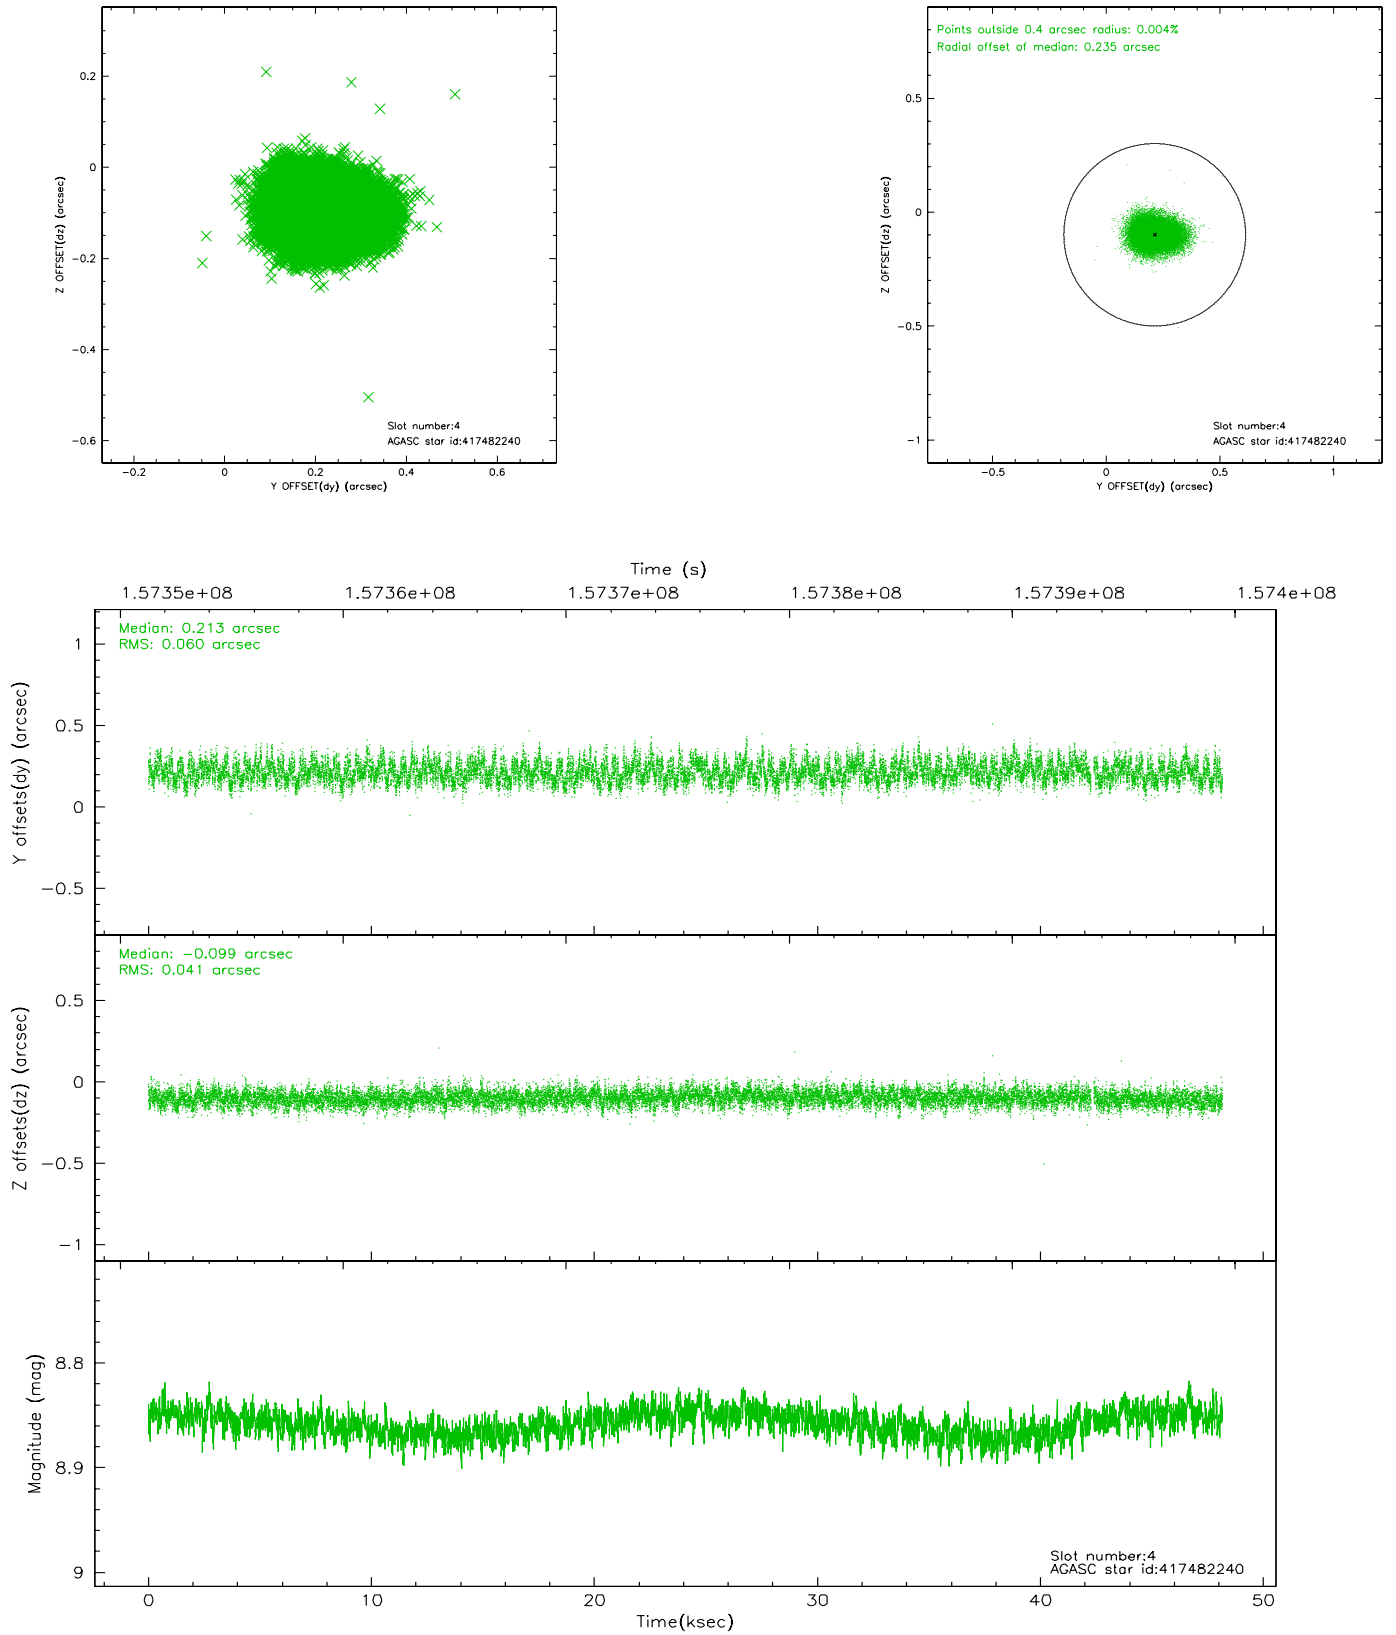 0.2
0
−0.2
−0.4
−0.6
Z OFFSET(dz) (arcsec)
Slot number:4
AGASC star id:417482240
−0.2 0 0.2 0.4 0.6
Y OFFSET(dy) (arcsec)
Points outside 0.4 arcsec radius: 0.004%
Radial offset of median: 0.235 arcsec
0.5
0
−0.5
−1
Z OFFSET(dz) (arcsec)
Slot number:4
AGASC star id:417482240
−0.5 0 0.5 1
Y OFFSET(dy) (arcsec)
Time (s)
1.5735e+08 1.5736e+08 1.5737e+08 1.5738e+08 1.5739e+08 1.574e+08
Median: 0.213 arcsec
RMS: 0.060 arcsec
1
0.5
0
−0.5
Y offsets(dy) (arcsec)
Median: −0.099 arcsec
RMS: 0.041 arcsec
0.5
0
−0.5
−1
Z offsets(dz) (arcsec)
8.8
8.9
9
Magnitude (mag)
Slot number:4
AGASC star id:417482240
0 10 20 30 40 50
Time(ksec)